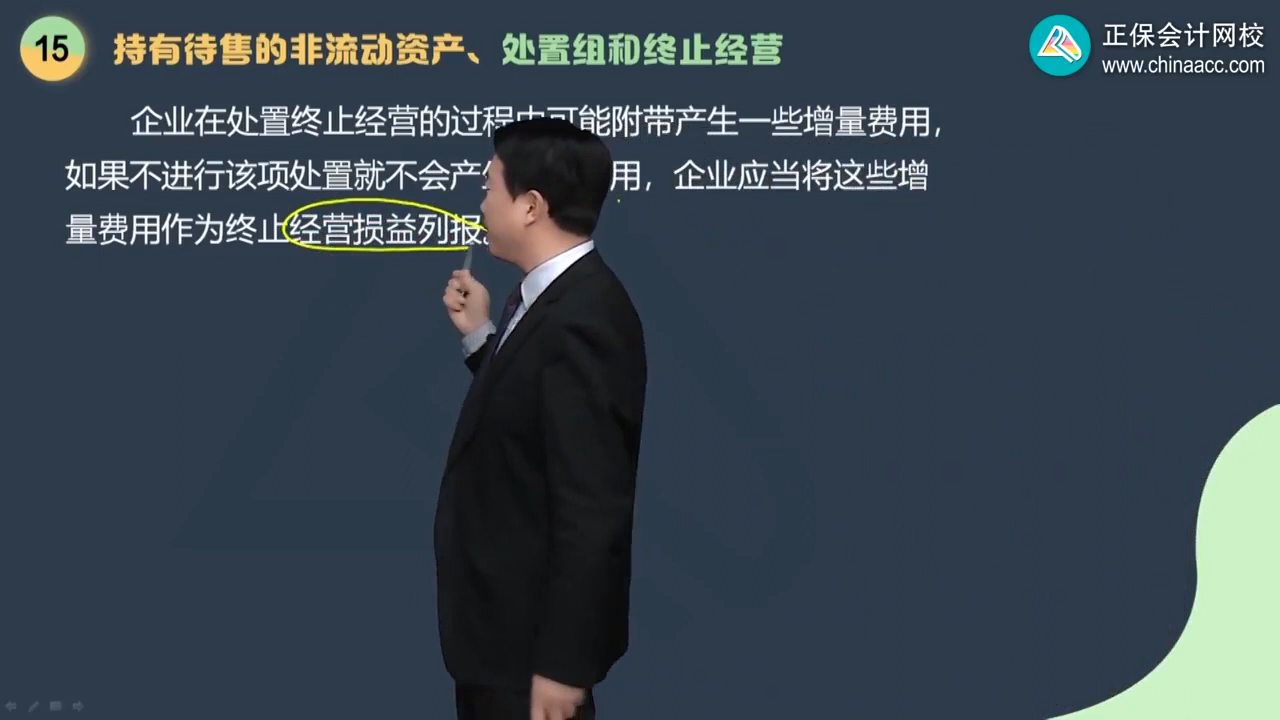 15
持有待售的非流动资产、处置组和终止经营
正保会计网校
www.chinaacc.com
企业在处置终止经营的过程中可能附带产生一些增量费用，
如果不进行该项处置就不会产生 用，企业应当将这些增
量费用作为终止经营损益列报。